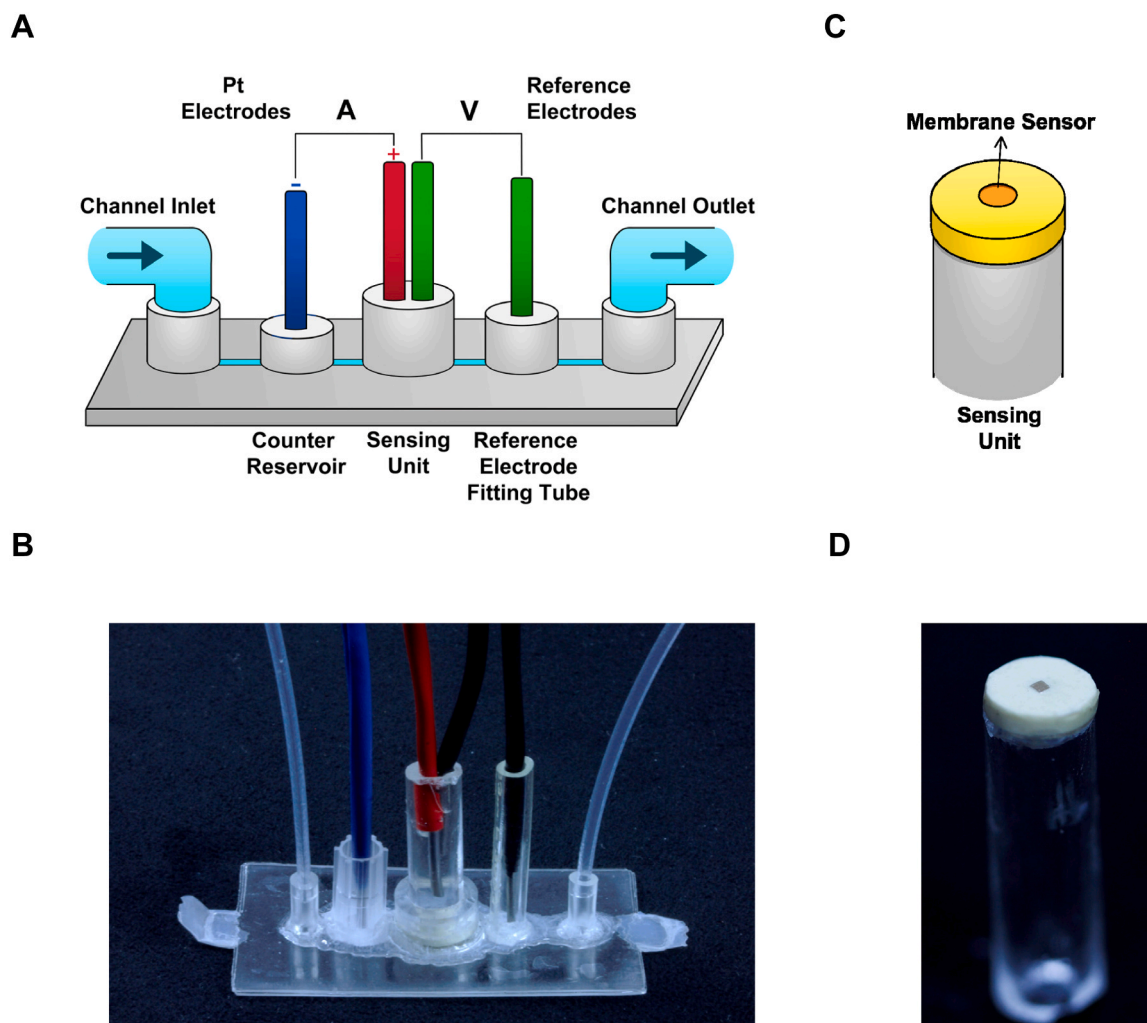 A
Pt
Electrodes
A
V
Reference
Electrodes
+
-
Channel Inlet
Channel Outlet
Counter
Reservoir
Sensing
Unit
Reference
Electrode
Fitting Tube
C
Membrane Sensor
Sensing
Unit
B
D